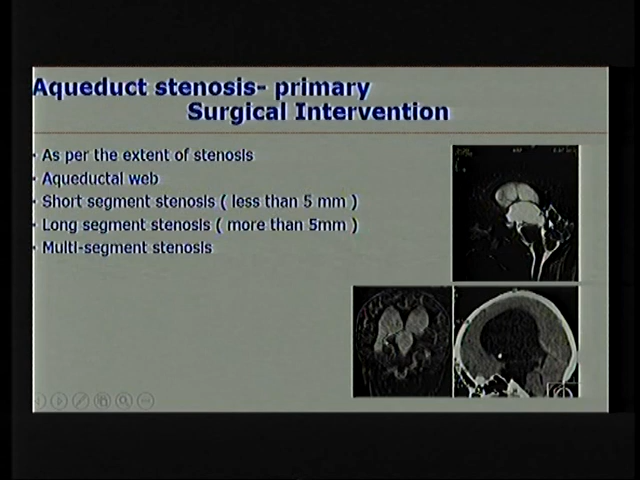 Aqueduct stenosis- primary
Surgical Intervention
• As per the extent of stenosis
• Aqueductal web
• Short segment stenosis ( less than 5 mm )
• Long segment stenosis ( more than 5mm )
• Multi-segment stenosis